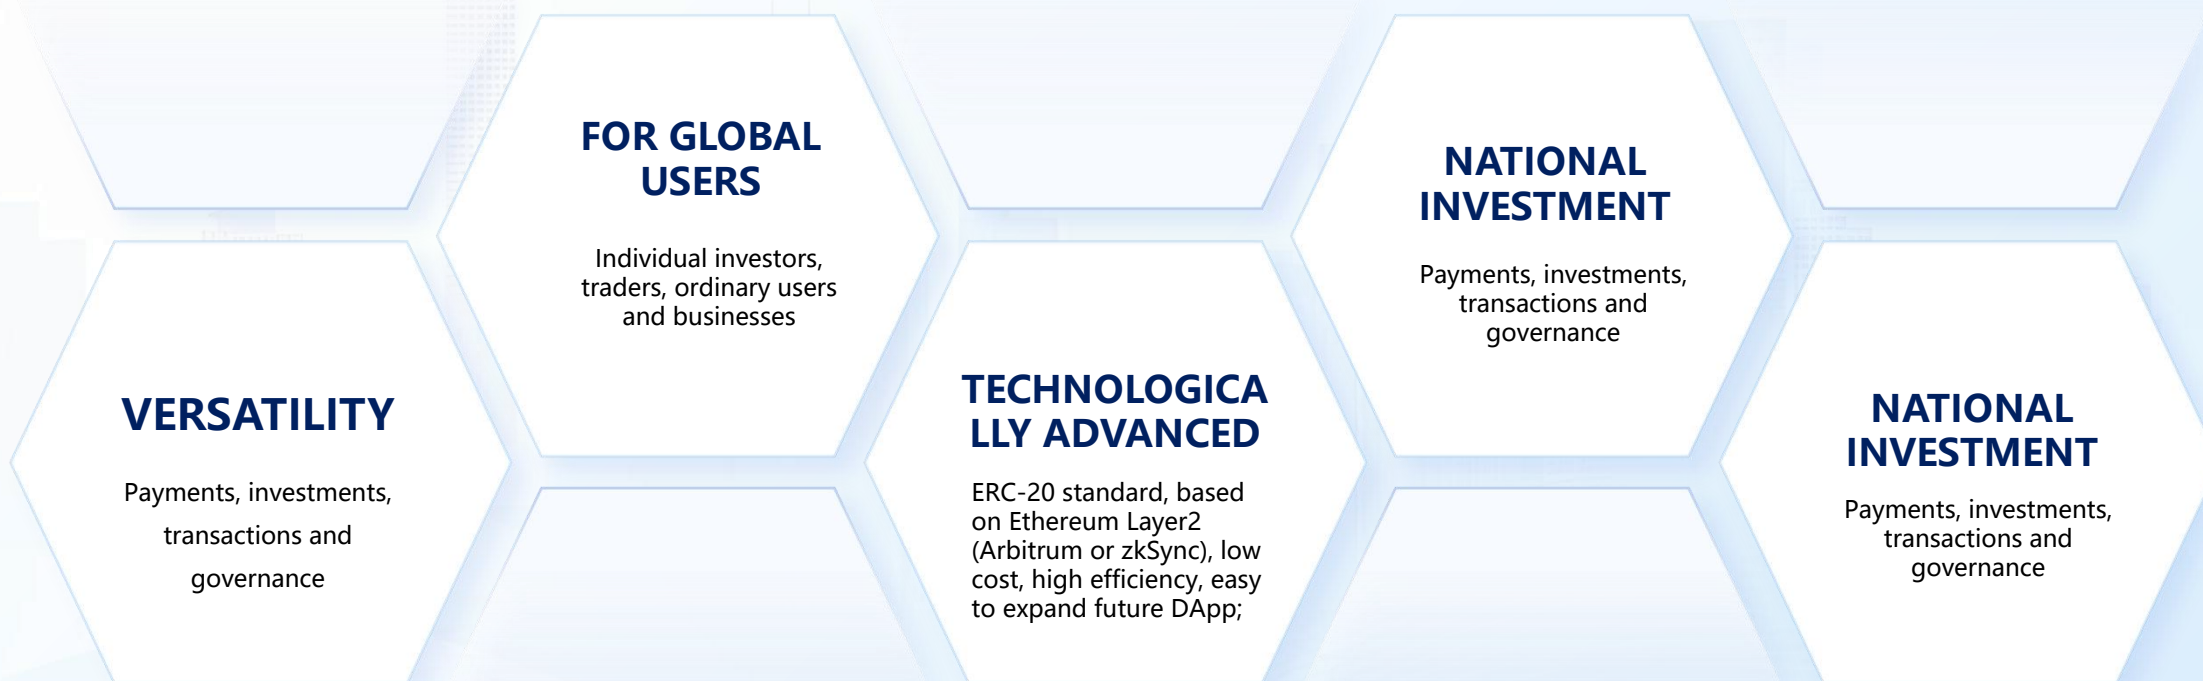 VERSATILITY
Payments, investments,
transactions and
governance
FOR GLOBAL
USERS
Individual investors,
traders, ordinary users
and businesses
TECHNOLOGICA
LLY ADVANCED
ERC-20 standard, based
on Ethereum Layer2
(Arbitrum or zkSync), low
cost, high efficiency, easy
to expand future DApp;
NATIONAL
INVESTMENT
Payments, investments,
transactions and
governance
NATIONAL
INVESTMENT
Payments, investments,
transactions and
governance